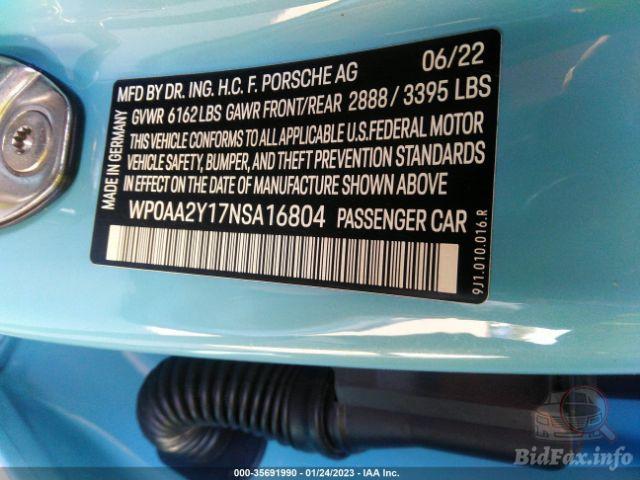 MFD BY DR. ING. H.C. F. PORSCHE AG 06/22
GVWR 6162 LBS GAWR FRONT/REAR 2888 / 3395 LBS
THIS VEHICLE CONFORMS TO ALL APPLICABLE U.S.FEDERAL MOTOR
VEHICLE SAFETY, BUMPER, AND THEFT PREVENTION STANDARDS
IN EFFECT ON THE DATE OF MANUFACTURE SHOWN ABOVE
WP0AA2Y17NSA16804 PASSENGER CAR
MADE IN GERMANY
9J1.010.016.R
BidFax.info
000-35691990 - 01/24/2023 - IAA Inc.